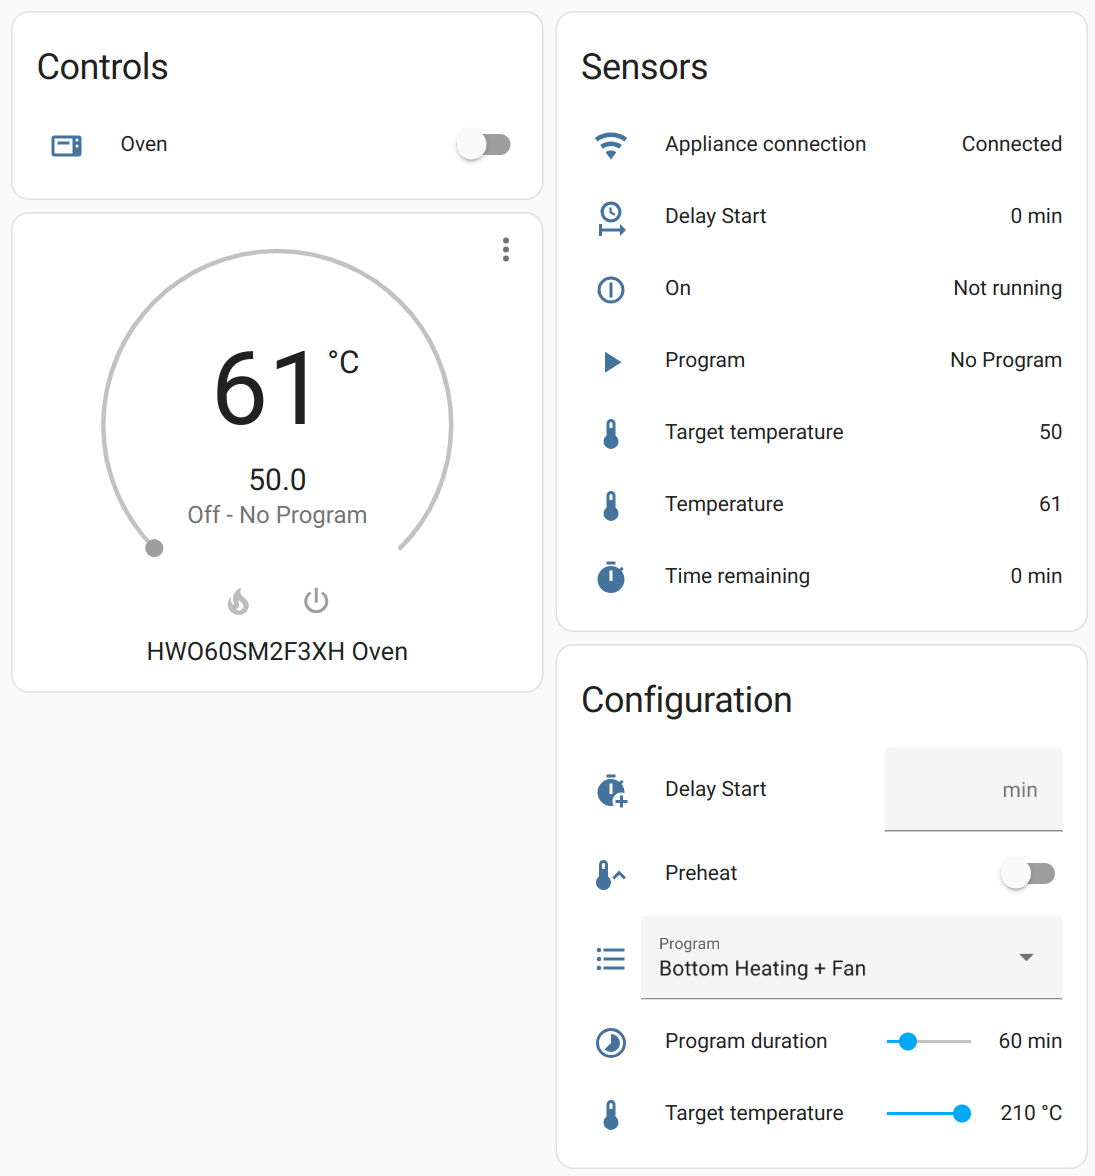 Controls
Oven
61 °C
50.0
Off - No Program
HWO60SM2F3XH Oven
Sensors
Appliance connection Connected
Delay Start 0 min
On Not running
Program No Program
Target temperature 50
Temperature 61
Time remaining 0 min
Configuration
Delay Start min
Preheat
Program
Bottom Heating + Fan
Program duration 60 min
Target temperature 210 °C